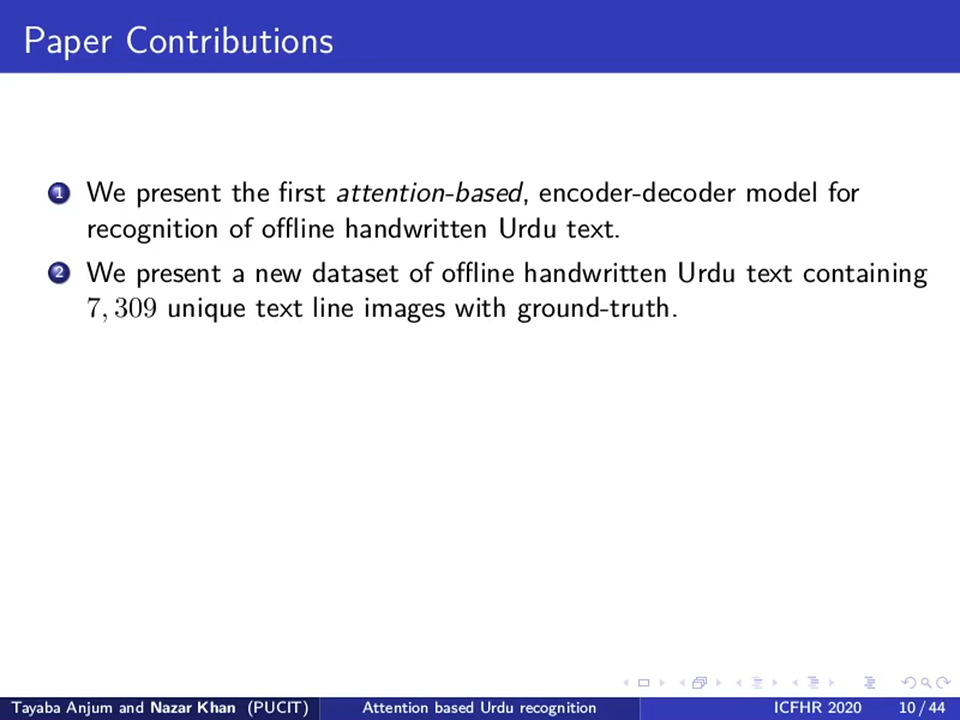 Paper Contributions
1 We present the first attention-based, encoder-decoder model for
recognition of offline handwritten Urdu text.
2 We present a new dataset of offline handwritten Urdu text containing
7, 309 unique text line images with ground-truth.
Tayaba Anjum and Nazar Khan (PUCIT) Attention based Urdu recognition ICFHR 2020 10 / 44